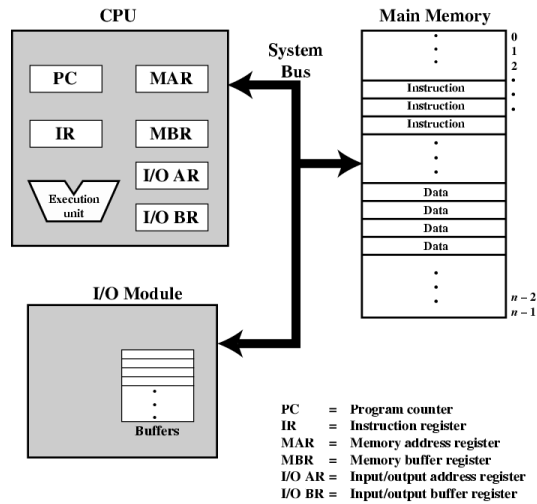 CPU
Main Memory
System
Bus
PC
MAR
IR
MBR
I/O AR
I/O BR
Execution
unit
0
1
2
Instruction
Instruction
Instruction
Data
Data
Data
Data
n – 2
n – 1
I/O Module
Buffers
PC = Program counter
IR = Instruction register
MAR = Memory address register
MBR = Memory buffer register
I/O AR = Input/output address register
I/O BR = Input/output buffer register